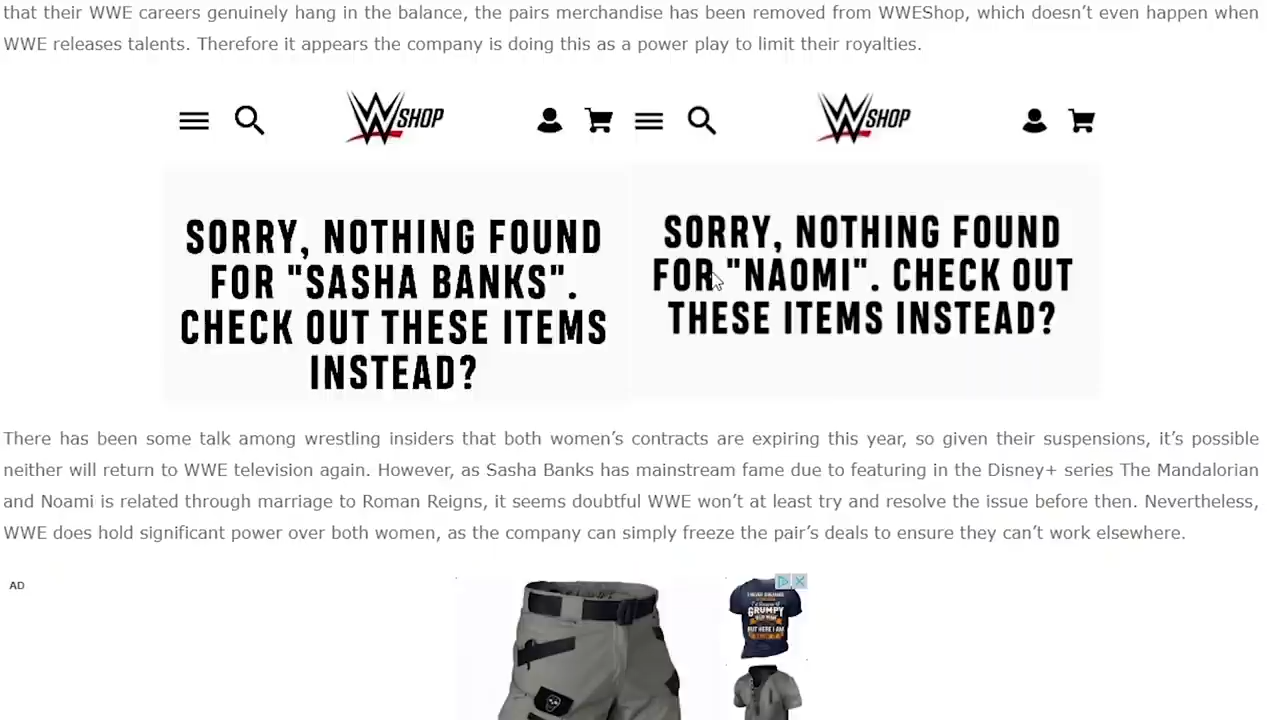 that their WWE careers genuinely hang in the balance, the pairs merchandise has been removed from WWEShop, which doesn’t even happen when
WWE releases talents. Therefore it appears the company is doing this as a power play to limit their royalties.
W SHOP
W SHOP
SORRY, NOTHING FOUND
FOR "SASHA BANKS".
CHECK OUT THESE ITEMS
INSTEAD?
SORRY, NOTHING FOUND
FOR "NAOMI". CHECK OUT
THESE ITEMS INSTEAD?
There has been some talk among wrestling insiders that both women’s contracts are expiring this year, so given their suspensions, it’s possible
neither will return to WWE television again. However, as Sasha Banks has mainstream fame due to featuring in the Disney+ series The Mandalorian
and Noami is related through marriage to Roman Reigns, it seems doubtful WWE won’t at least try and resolve the issue before then. Nevertheless,
WWE does hold significant power over both women, as the company can simply freeze the pair’s deals to ensure they can’t work elsewhere.
AD
GRUMPY
BUT HERE I AM